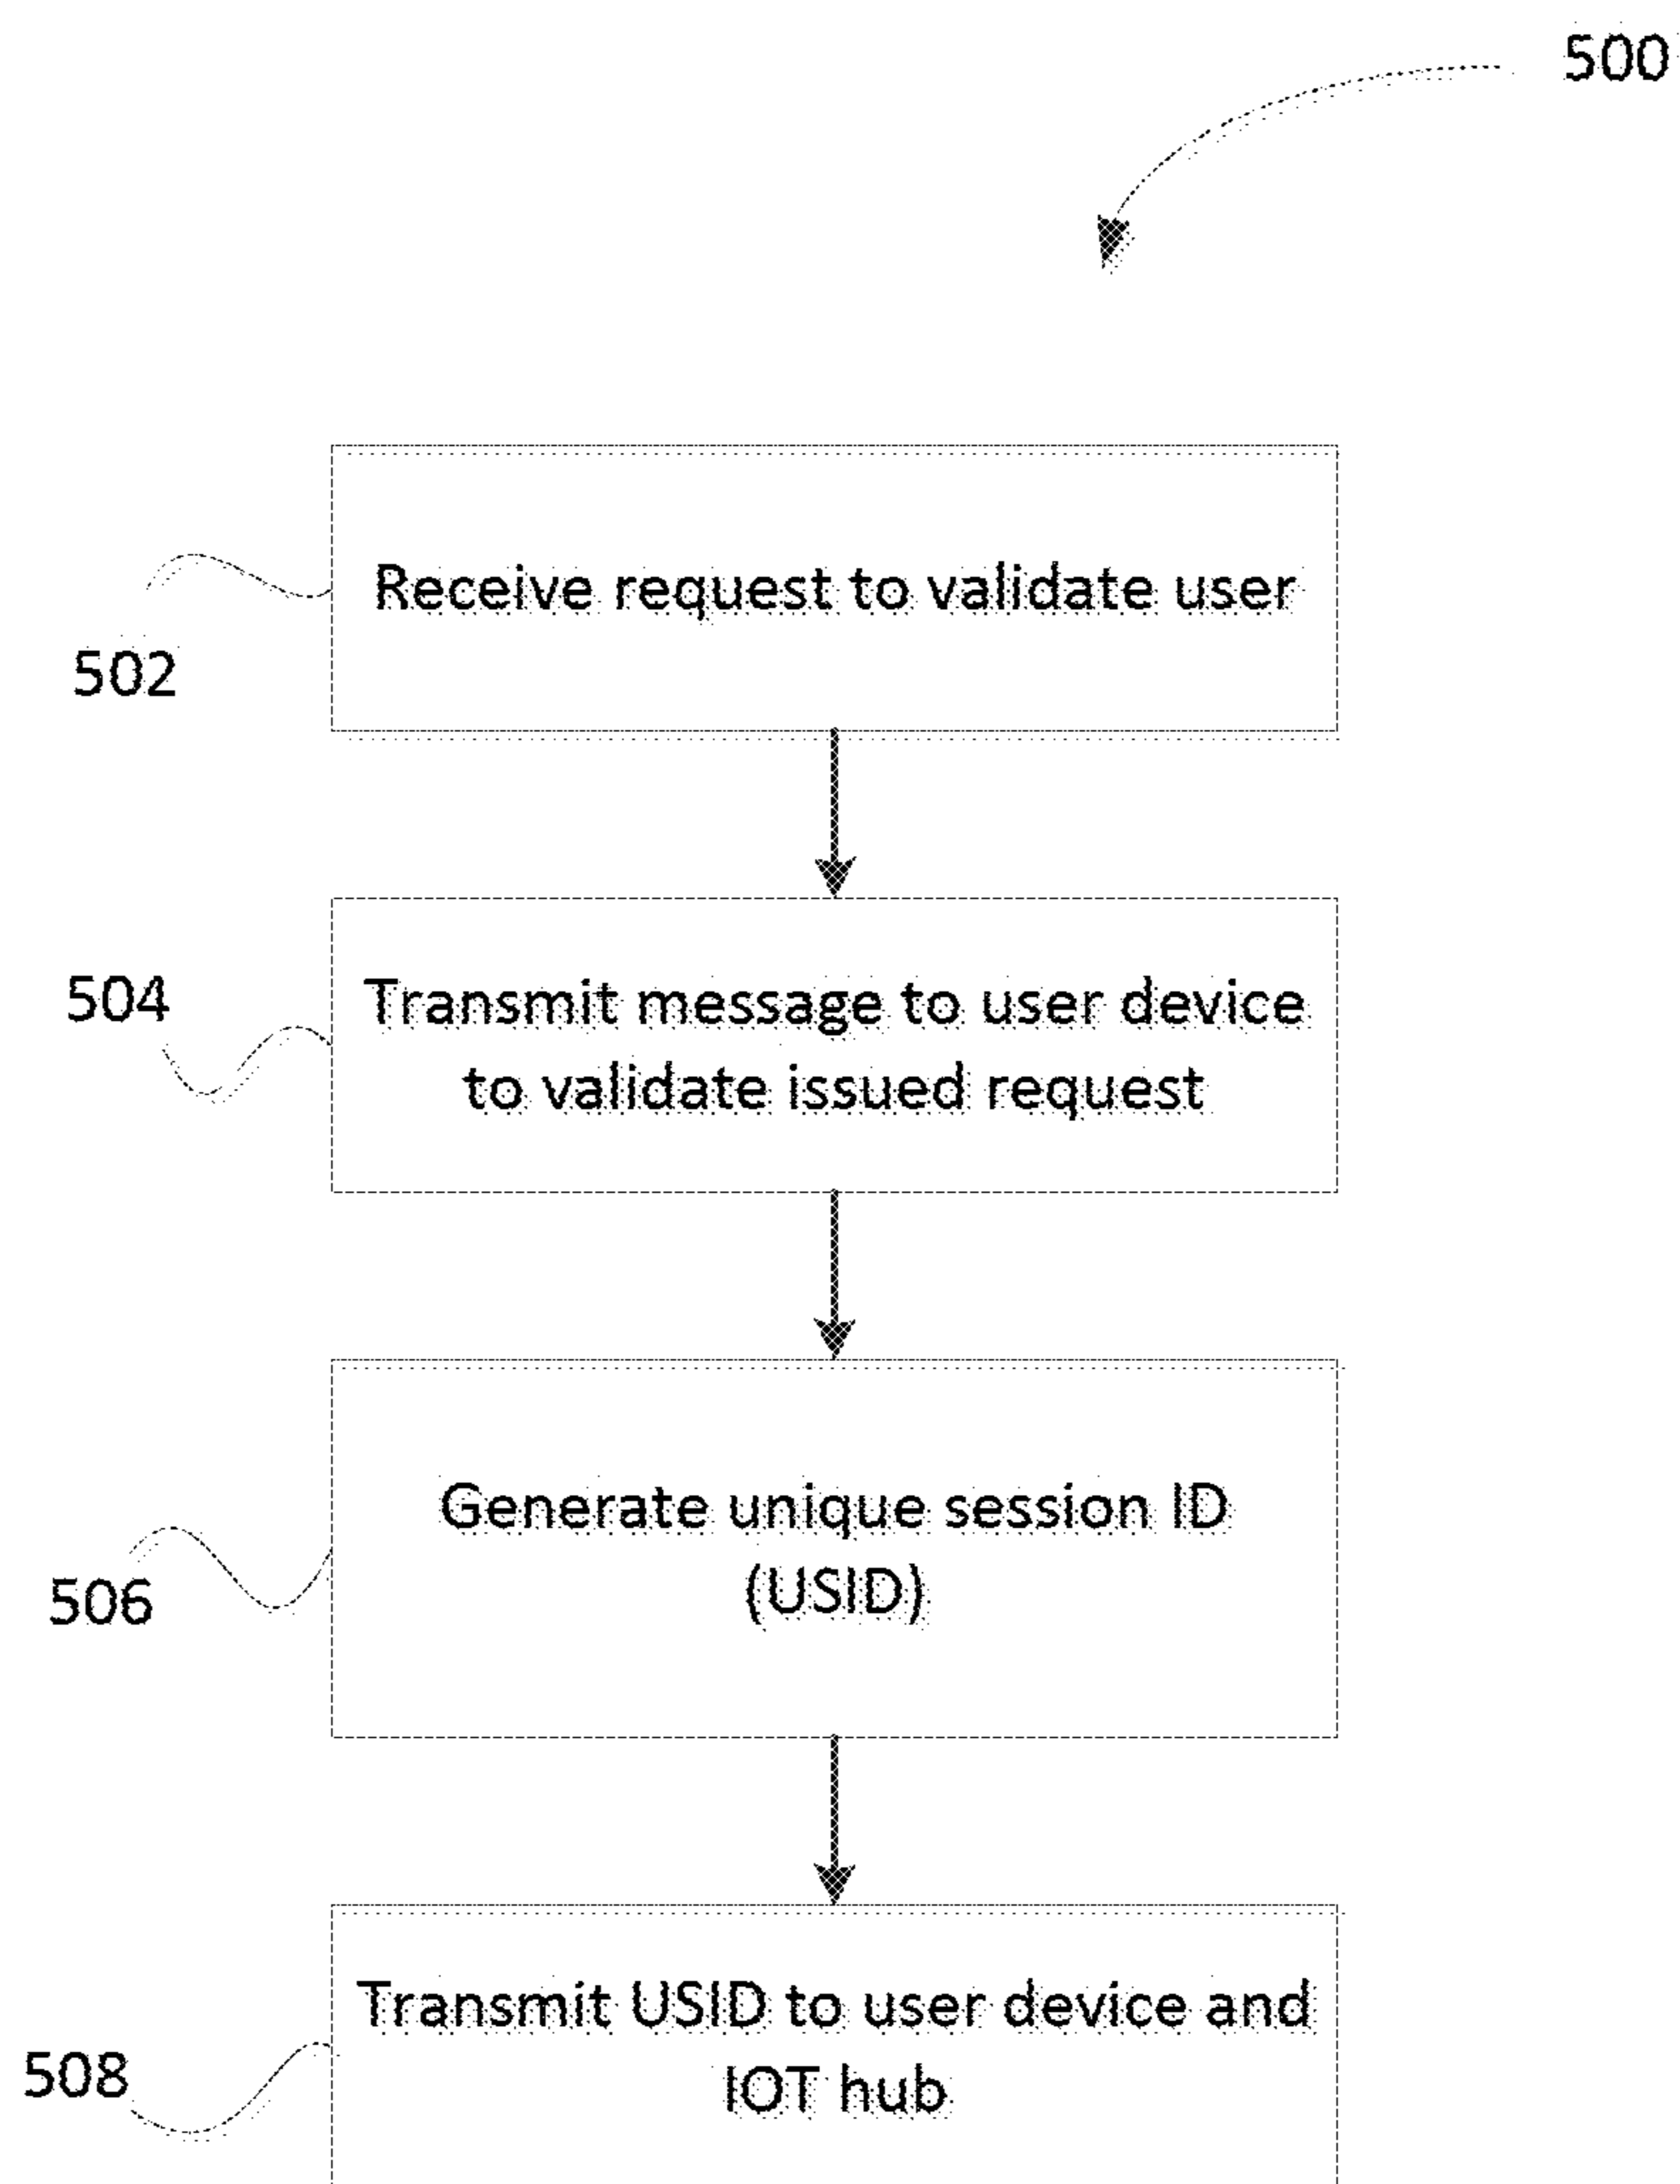 500
Receive request to validate user
502
504
Transmit message to user device
to validate issued request
Generate unique session ID
(USID)
506
Transmit USID to user device and
IOT hub
508